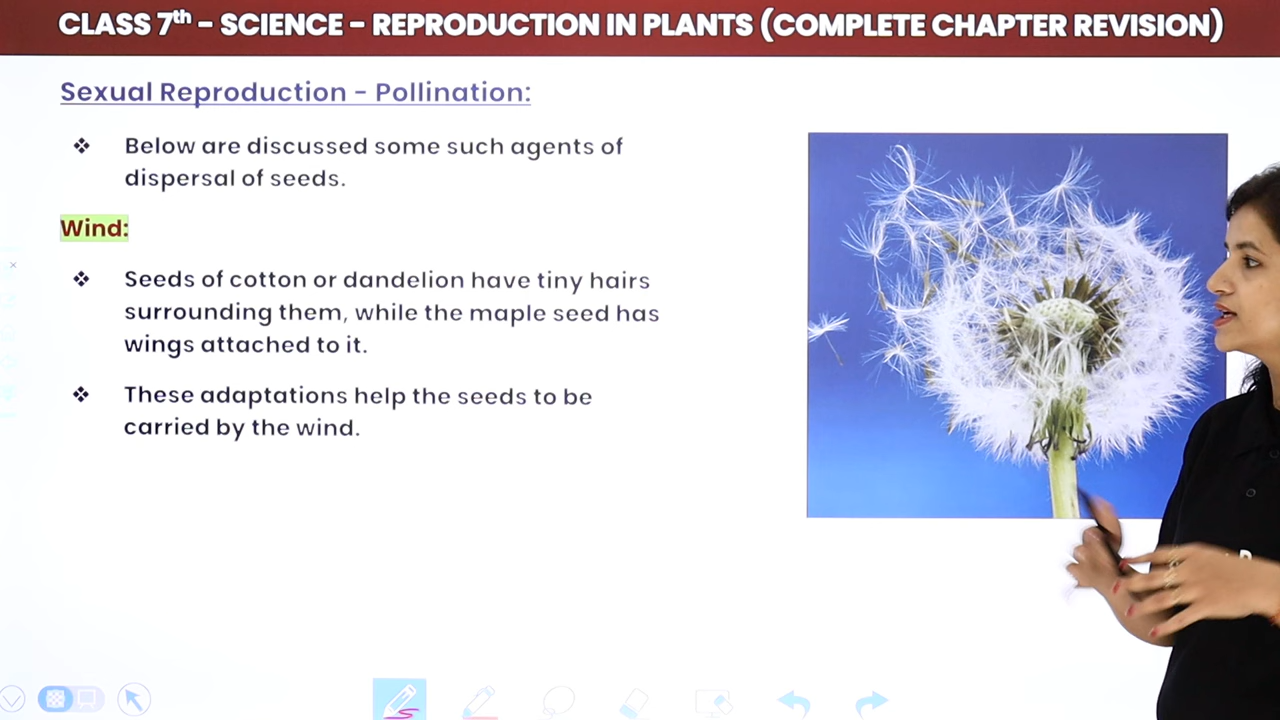 CLASS 7th – SCIENCE – REPRODUCTION IN PLANTS (COMPLETE CHAPTER REVISION)
Sexual Reproduction – Pollination:
❖ Below are discussed some such agents of
dispersal of seeds.
Wind:
❖ Seeds of cotton or dandelion have tiny hairs
surrounding them, while the maple seed has
wings attached to it.
❖ These adaptations help the seeds to be
carried by the wind.